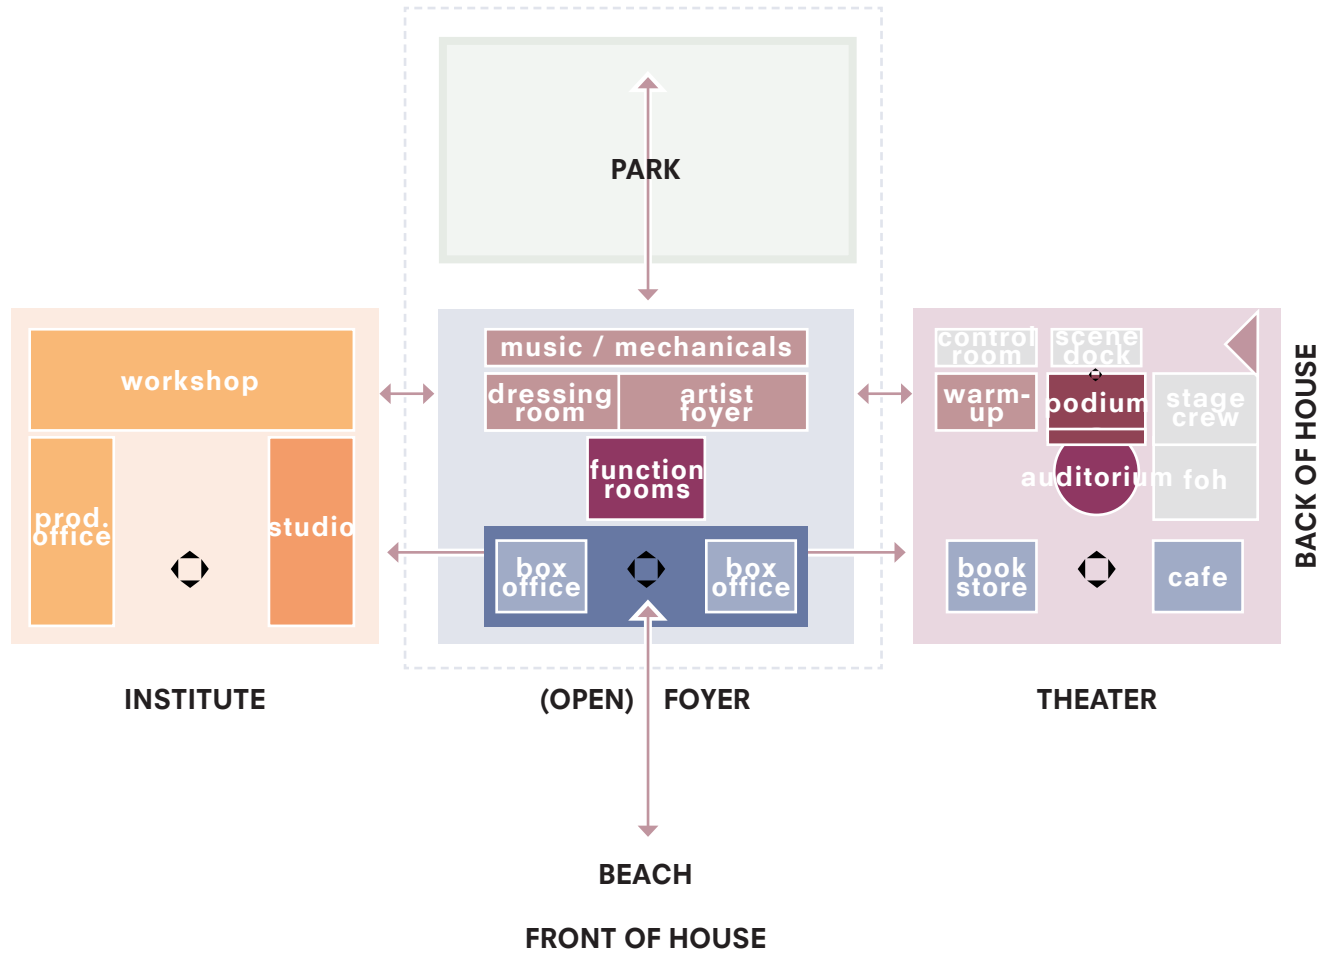 PARK
BACK OF HOUSE
workshop
prod.
office
studio
INSTITUTE
music / mechanicals
dressing
room
artist
foyer
function
rooms
box
office
box
office
(OPEN) FOYER
control
room
scene
dock
warm-
up
podium
stage
crew
auditorium
foh
book
store
cafe
THEATER
BEACH
FRONT OF HOUSE